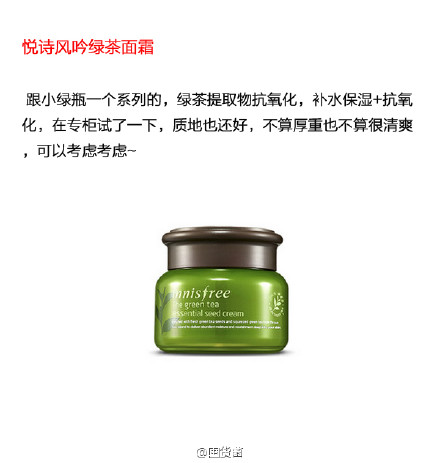 悦诗风吟绿茶面霜
跟小绿瓶一个系列的，绿茶提取物抗氧化，补水保湿+抗氧
化，在专柜试了一下，质地也还好，不算厚重也不算很清爽
，可以考虑考虑~
innisfree
the green tea
essential seed cream
@国货酱